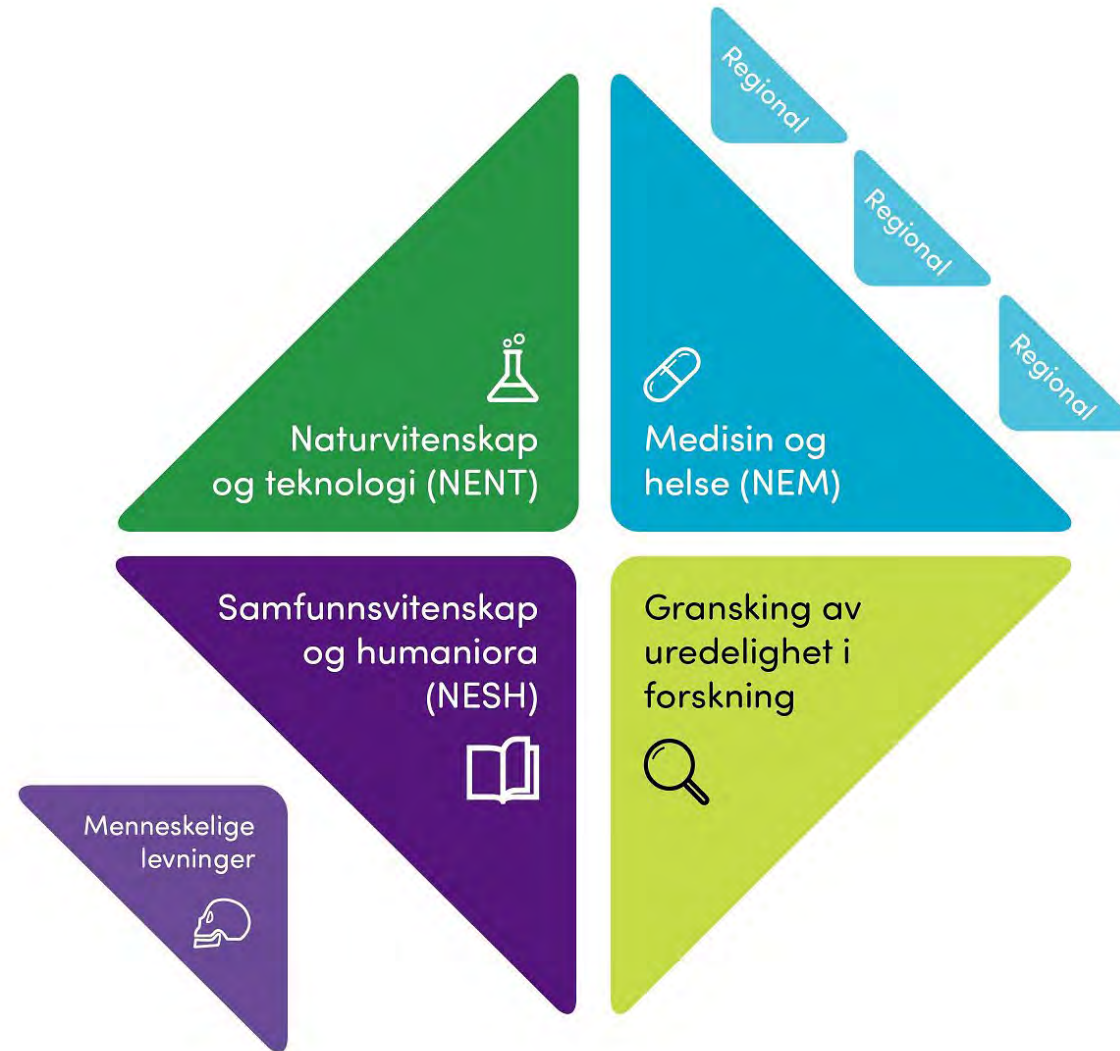 Regional
Regional
Regional
Naturvitenskap
og teknologi (NENT)
Medisin og
helse (NEM)
Samfunnsvitenskap
og humaniora
(NESH)
Gransking av
uredelighet i
forskning
Menneskelige
levninger